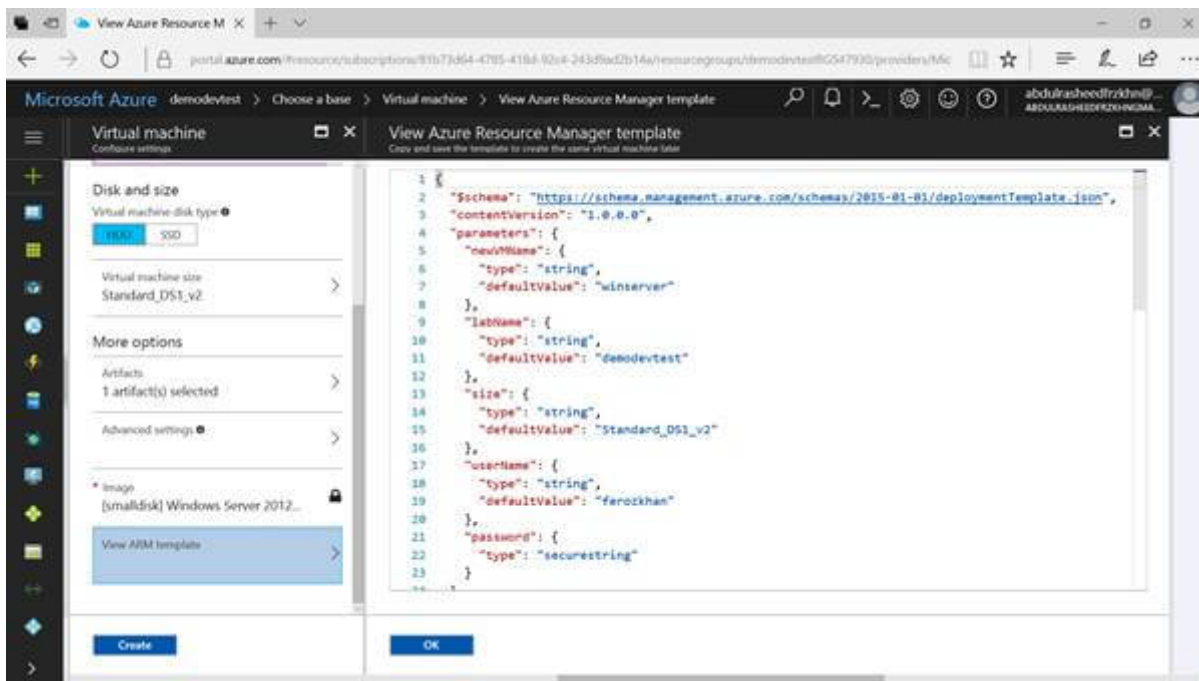 View Azure Resource M
portal.azure.com
Microsoft Azure demodevtest > Choose a base > Virtual machine > View Azure Resource Manager template
abdulrasheedfrzkhn@...
Virtual machine
Configure settings
Disk and size
Virtual machine disk type
HDD SSD
Virtual machine size
Standard_DS1_v2
More options
Artifacts
1 artifact(s) selected
Advanced settings
* Image
[smalldisk] Windows Server 2012...
View ARM template
Create
View Azure Resource Manager template
Copy and save the template to create the same virtual machine later
1 {
2 "$schema": "https://schema.management.azure.com/schemas/2015-01-01/deploymentTemplate.json",
3 "contentVersion": "1.0.0.0",
4 "parameters": {
5 "newVMName": {
6 "type": "string",
7 "defaultValue": "winserver"
8 },
9 "labName": {
10 "type": "string",
11 "defaultValue": "demodevtest"
12 },
13 "size": {
14 "type": "string",
15 "defaultValue": "Standard_DS1_v2"
16 },
17 "userName": {
18 "type": "string",
19 "defaultValue": "ferozkhan"
20 },
21 "password": {
22 "type": "securestring"
23 }
OK